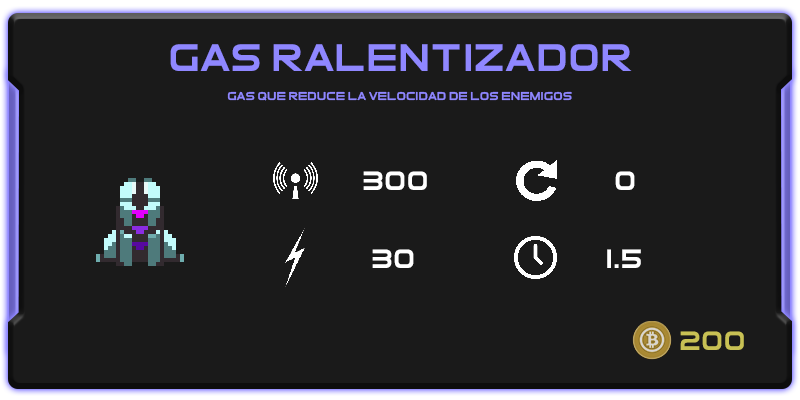 GAS RALENTIZADOR
GAS QUE REDUCE LA VELOCIDAD DE LOS ENEMIGOS
300 0
30 1.5
200